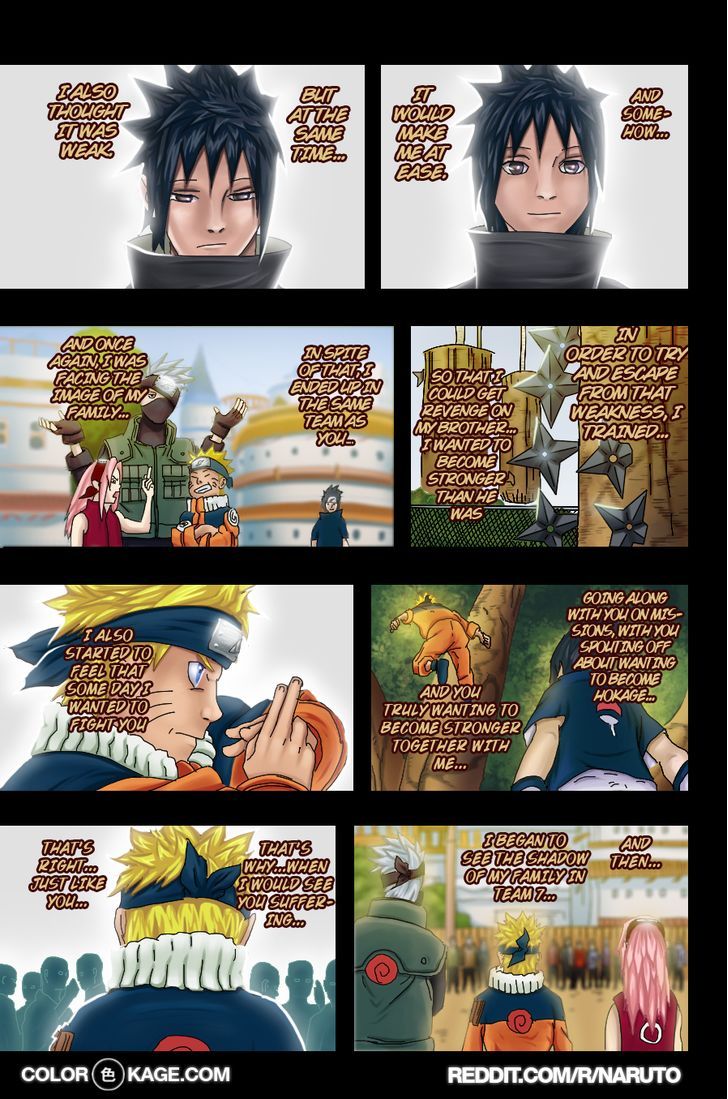 AND
SOME-
HOW...
IT
WOULD
MAKE
ME AT
EASE.
BUT
AT THE
SAME
TIME...
I ALSO
THOUGHT
IT WAS
WEAK.
IN
ORDER TO TRY
AND ESCAPE
FROM THAT
WEAKNESS, I
TRAINED...
SO THAT I
COULD GET
REVENGE ON
MY BROTHER...
I WANTED TO
BECOME
STRONGER
THAN HE
WAS
IN SPITE
OF THAT, I
ENDED UP IN
THE SAME
TEAM AS
YOU...
AND ONCE
AGAIN, I WAS
FACING THE
IMAGE OF MY
FAMILY...
GOING ALONG
WITH YOU ON MIS-
SIONS, WITH YOU
SPOUTING OFF
ABOUT WANTING
TO BECOME
HOKAGE...
AND YOU
TRULY WANTING TO
BECOME STRONGER
TOGETHER WITH
ME...
I ALSO
STARTED TO
FEEL THAT
SOME DAY I
WANTED TO
FIGHT YOU
AND
THEN...
I BEGAN TO
SEE THE SHADOW
OF MY FAMILY IN
TEAM 7...
THAT'S
WHY...WHEN
I WOULD SEE
YOU SUFFER-
ING...
THAT'S
RIGHT...
JUST LIKE
YOU...
COLOR 色 KAGE.COM
REDDIT.COM/R/NARUTO